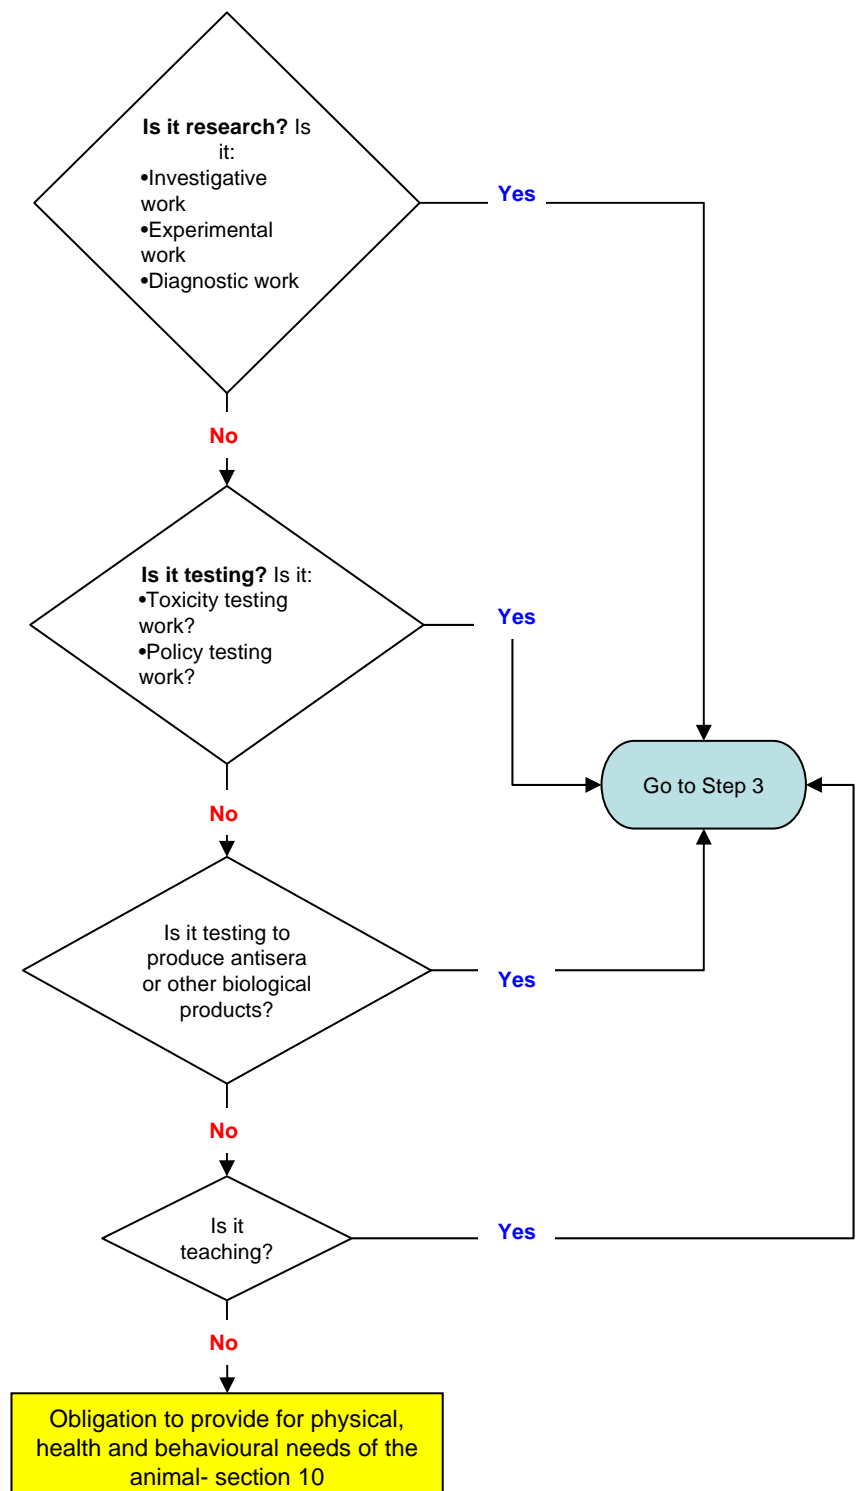 Is it research? Is
it:
•Investigative
work
•Experimental
work
•Diagnostic work
Yes
No
Is it testing? Is it:
•Toxicity testing
work?
•Policy testing
work?
Yes
Go to Step 3
No
Is it testing to
produce antisera
or other biological
products?
Yes
No
Is it
teaching?
Yes
No
Obligation to provide for physical,
health and behavioural needs of the
animal- section 10